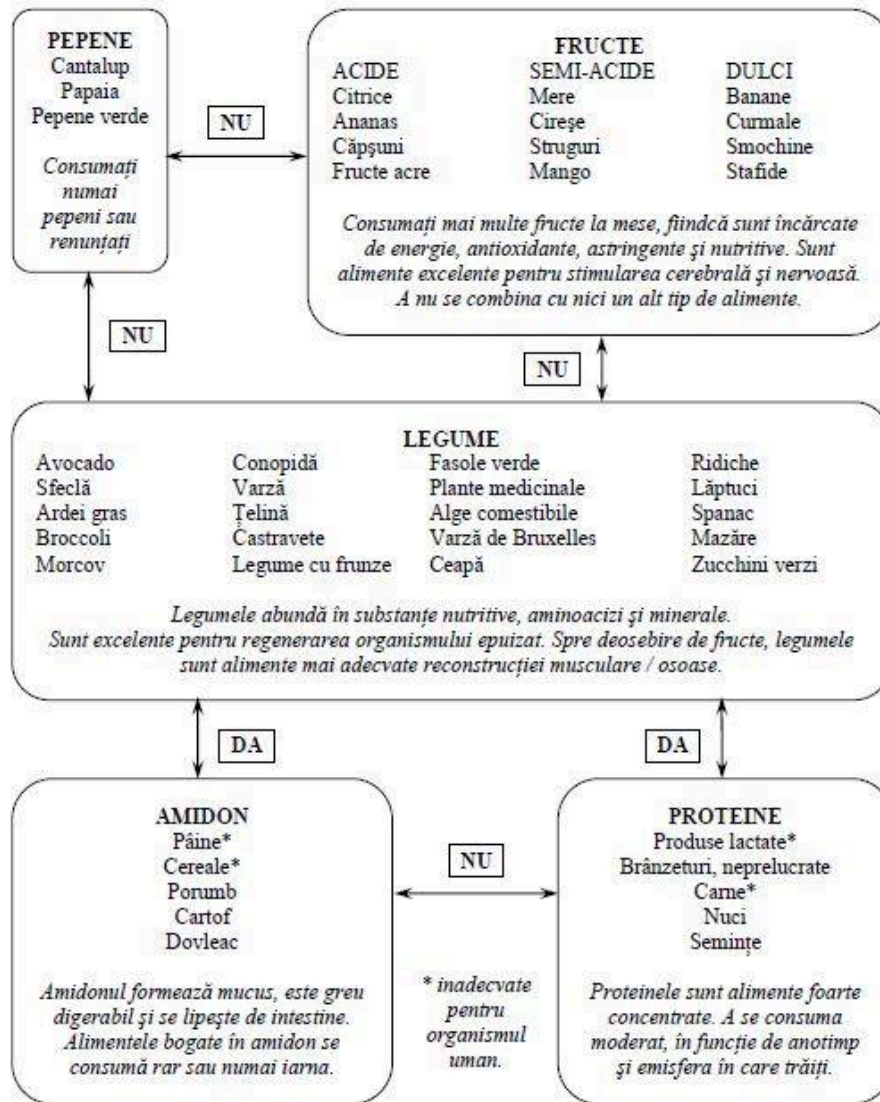 PEPENE
Cantalup
Papaia
Pepene verde
Consumați
numai
pepeni sau
renunțați
NU
FRUCTE
ACIDE
Citrice
Ananas
Căpşuni
Fructe acre
SEMI-ACIDE
Mere
Cireşe
Struguri
Mango
DULCI
Banane
Curmale
Smochine
Stafide
Consumați mai multe fructe la mese, fiindcă sunt încărcate
de energie, antioxidante, astringente şi nutritive. Sunt
alimente excelente pentru stimularea cerebrală şi nervoasă.
A nu se combina cu nici un alt tip de alimente.
NU
NU
LEGUME
Avocado
Sfeclă
Ardei gras
Broccoli
Morcov
Conopidă
Varză
Țelină
Castravete
Legume cu frunze
Fasole verde
Plante medicinale
Alge comestibile
Varză de Bruxelles
Ceapă
Ridiche
Lăptuci
Spanac
Mazăre
Zucchini verzi
Legumele abundă în substanțe nutritive, aminoacizi şi minerale.
Sunt excelente pentru regenerarea organismului epuizat. Spre deosebire de fructe, legumele
sunt alimente mai adecvate reconstrucției musculare / osoase.
DA
DA
AMIDON
Pâine*
Cereale*
Porumb
Cartof
Dovleac
Amidonul formează mucus, este greu
digerabil şi se lipeşte de intestine.
Alimentele bogate în amidon se
consumă rar sau numai iarna.
NU
* inadecvate
pentru
organismul
uman.
PROTEINE
Produse lactate*
Brânzeturi, neprelucrate
Carne*
Nuci
Semințe
Proteinele sunt alimente foarte
concentrate. A se consuma
moderat, în funcție de anotimp
şi emisfera în care trăiți.